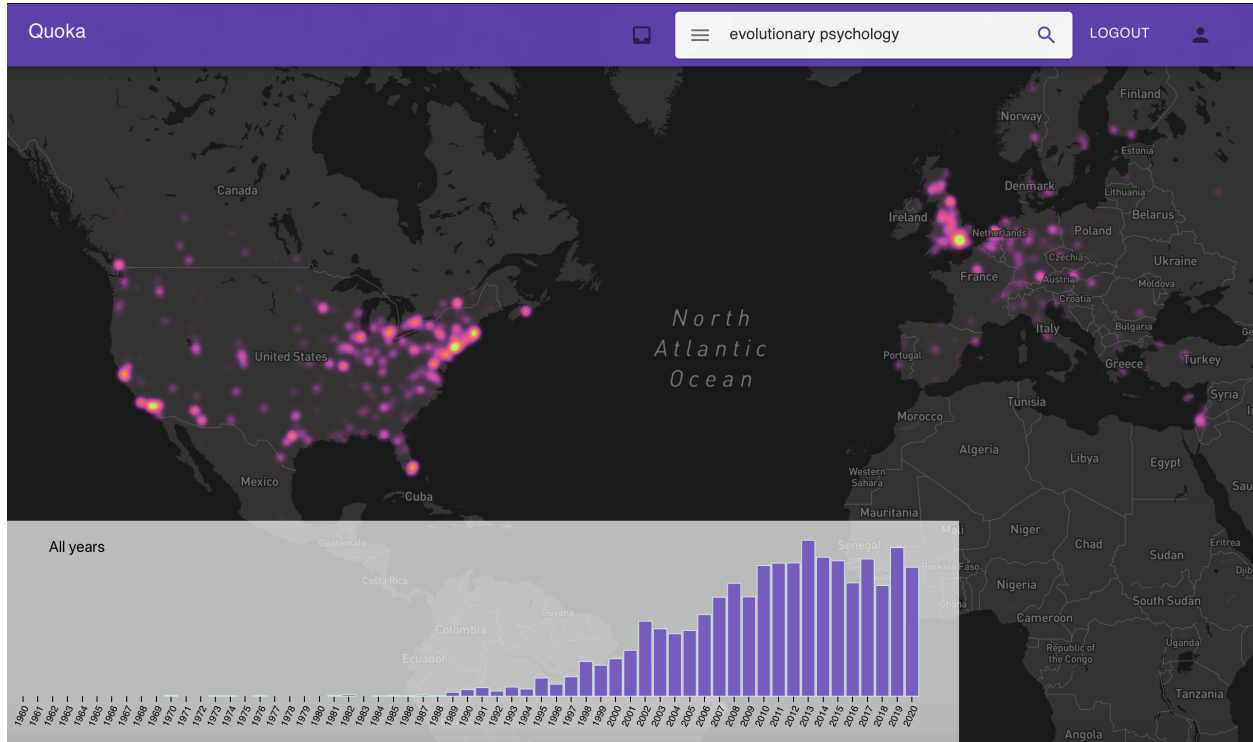 Quoka
evolutionary psychology
LOGOUT
Finland
Norway
Estonia
Canada
Denmark
Lithuania
Ireland
Belarus
Netherlands
Poland
Czechia
Ukraine
France
Austria
Moldova
Croatia
North
Atlantic
Ocean
Italy
Bulgaria
United States
Portugal
Greece
Turkey
Syria
Tunisia
Morocco
Algeria
Libya
Egypt
Mexico
Western
Sahara
Cuba
Mauritania
Mali
Niger
Chad
Sudan
Eritrea
All years
Guatemala
Sénégal
Burkina Faso
Costa Rica
Nigeria
South Sudan
Guyana
Ghana
Cameroon
Colombia
Uganda
Ecuador
Republic of
the Congo
Tanzania
Angola
1960 1961 1962 1963 1964 1965 1966 1967 1968 1969 1970 1971 1972 1973 1974 1975 1976 1977 1978 1979 1980 1981 1982 1983 1984 1985 1986 1987 1988 1989 1990 1991 1992 1993 1994 1995 1996 1997 1998 1999 2000 2001 2002 2003 2004 2005 2006 2007 2008 2009 2010 2011 2012 2013 2014 2015 2016 2017 2018 2019 2020